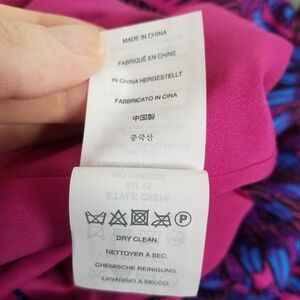 MADE IN CHINA
FABRIQUÉ EN CHINE
IN CHINA HERGESTELLT
FABBRICATO IN CINA
中国製
중국산
P
DRY CLEAN.
NETTOYER À SEC.
CHEMISCHE REINIGUNG.
LAVAGGIO A SECCO.